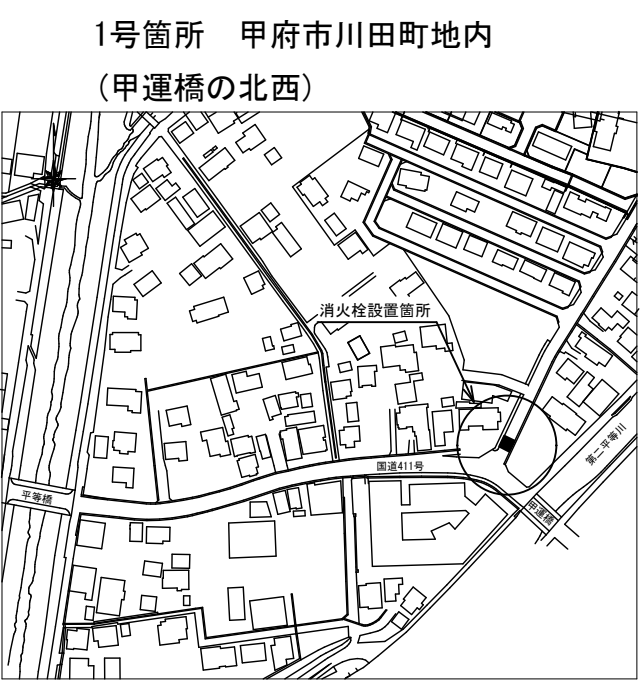 1号箇所　甲府市川田町地内
（甲運橋の北西）
消火栓設置箇所
国道411号
平等橋
甲運橋
第二平等川